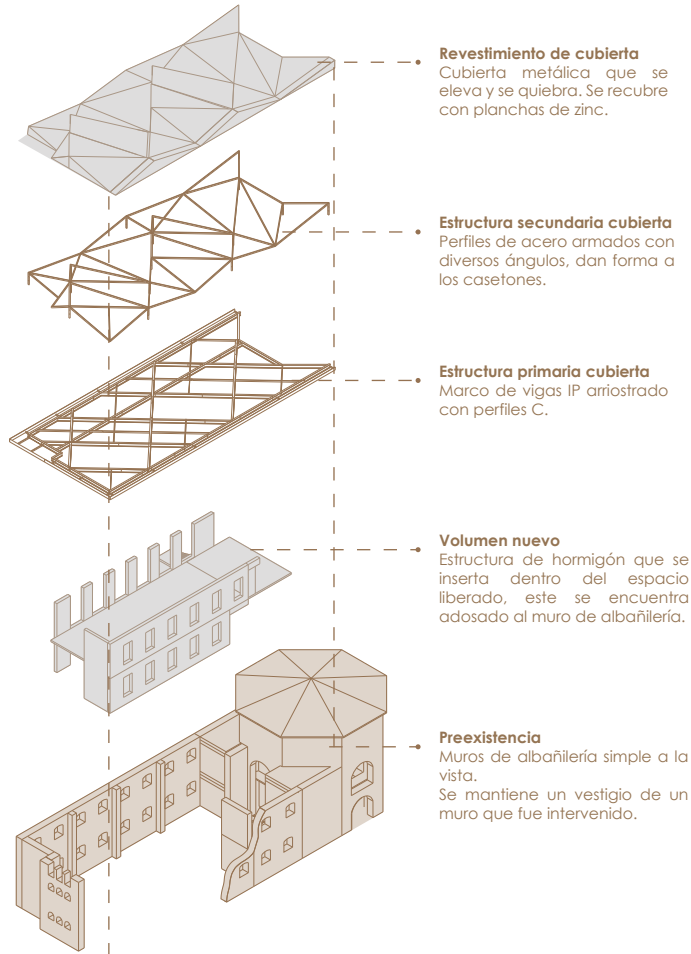 Revestimiento de cubierta
Cubierta metálica que se
eleva y se quiebra. Se recubre
con planchas de zinc.
Estructura secundaria cubierta
Perfiles de acero armados con
diversos ángulos, dan forma a
los casetones.
Estructura primaria cubierta
Marco de vigas IP arriostrado
con perfiles C.
Volumen nuevo
Estructura de hormigón que se
inserta dentro del espacio
liberado, este se encuentra
adosado al muro de albañilería.
Preexistencia
Muros de albañilería simple a la
vista.
Se mantiene un vestigio de un
muro que fue intervenido.